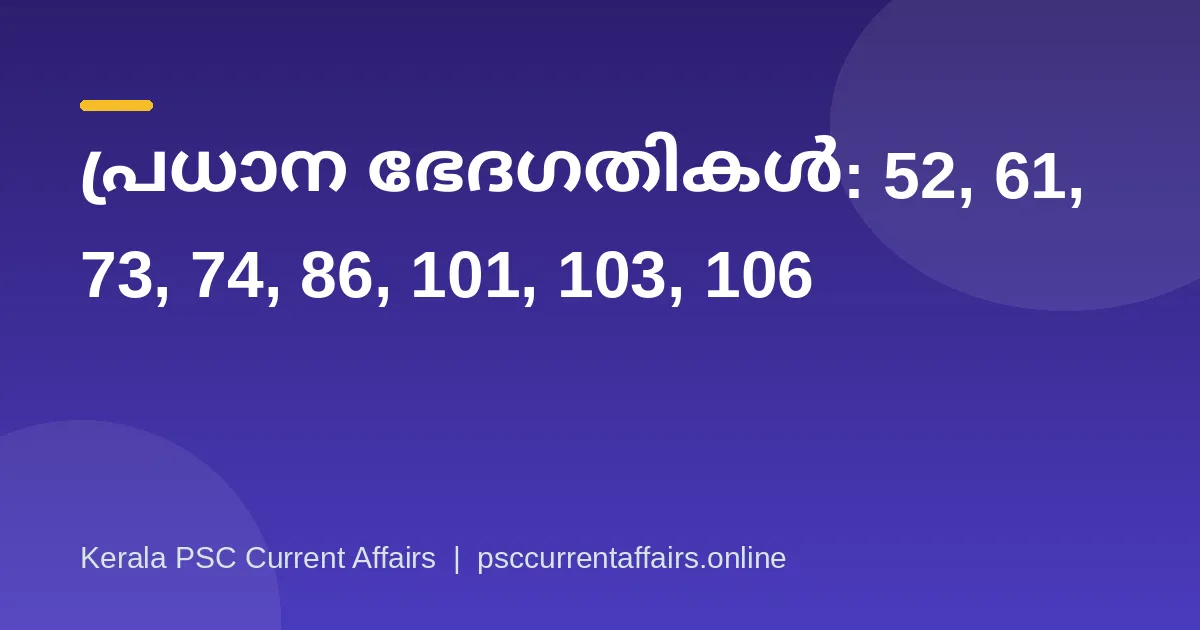 പ്രധാന ഭേദഗതികൾ: 52, 61,
73, 74, 86, 101, 103, 106
Kerala PSC Current Affairs | psccurrentaffairs.online